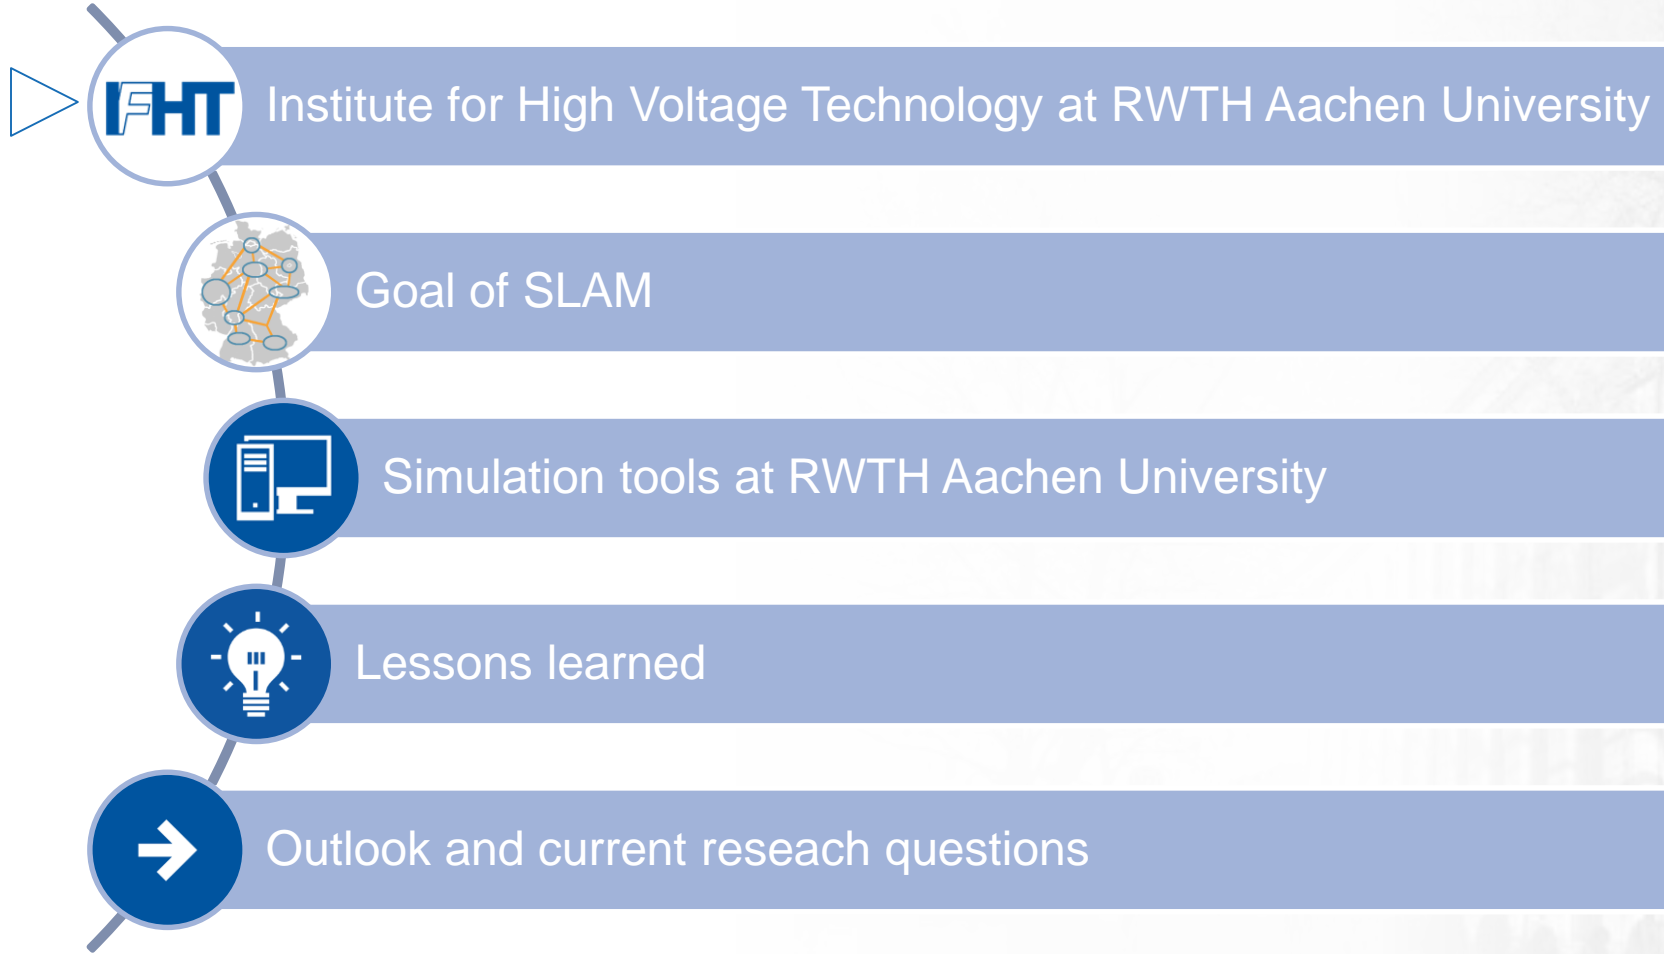 IFHT Institute for High Voltage Technology at RWTH Aachen University
Goal of SLAM
Simulation tools at RWTH Aachen University
Lessons learned
Outlook and current reseach questions